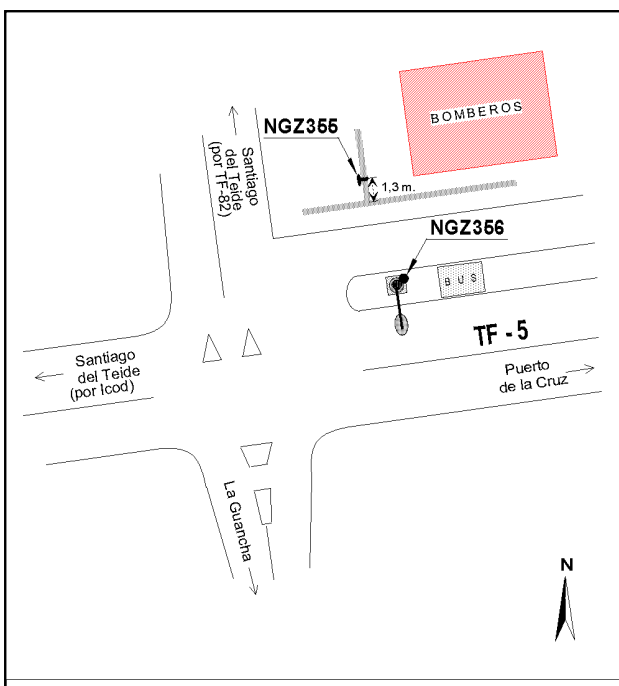 BOMBEROS
NGZ355
Santiago
del Teide
(por TF-82)
1,3 m.
NGZ356
BUS
TF - 5
Santiago
del Teide
(por Icod)
Puerto
de la Cruz
La Guancha
N